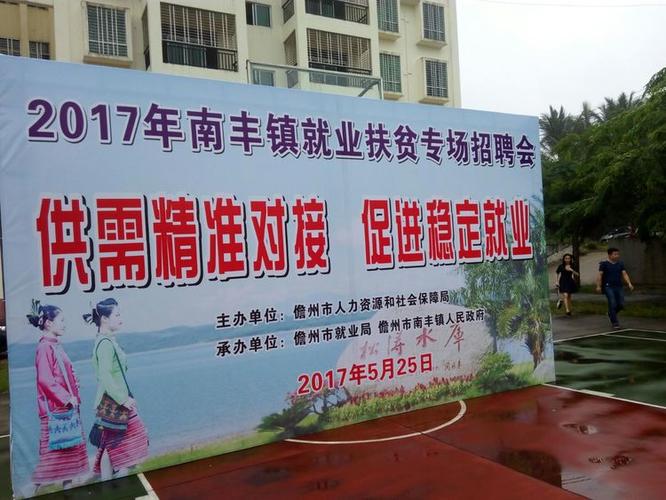 2017年南丰镇就业扶贫专场招聘会
供需精准对接 促进稳定就业
主办单位：儋州市人力资源和社会保障局
承办单位：儋州市就业局 儋州市南丰镇人民政府
松涛水库
2017年5月25日